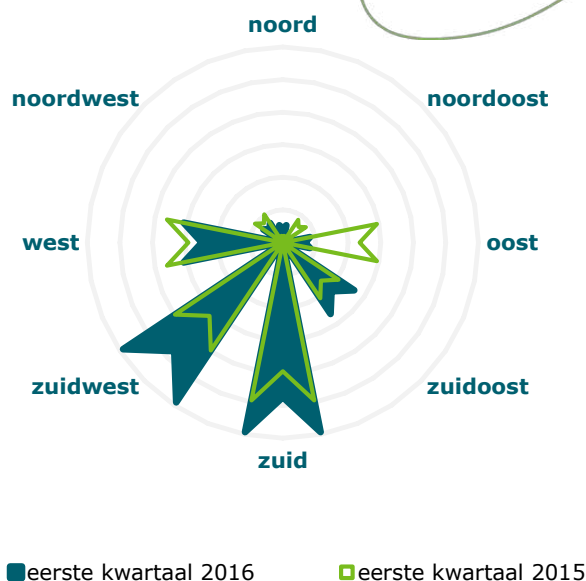 noord
noordwest
noordoost
west
oost
zuidwest
zuidoost
zuid
eerste kwartaal 2016
eerste kwartaal 2015